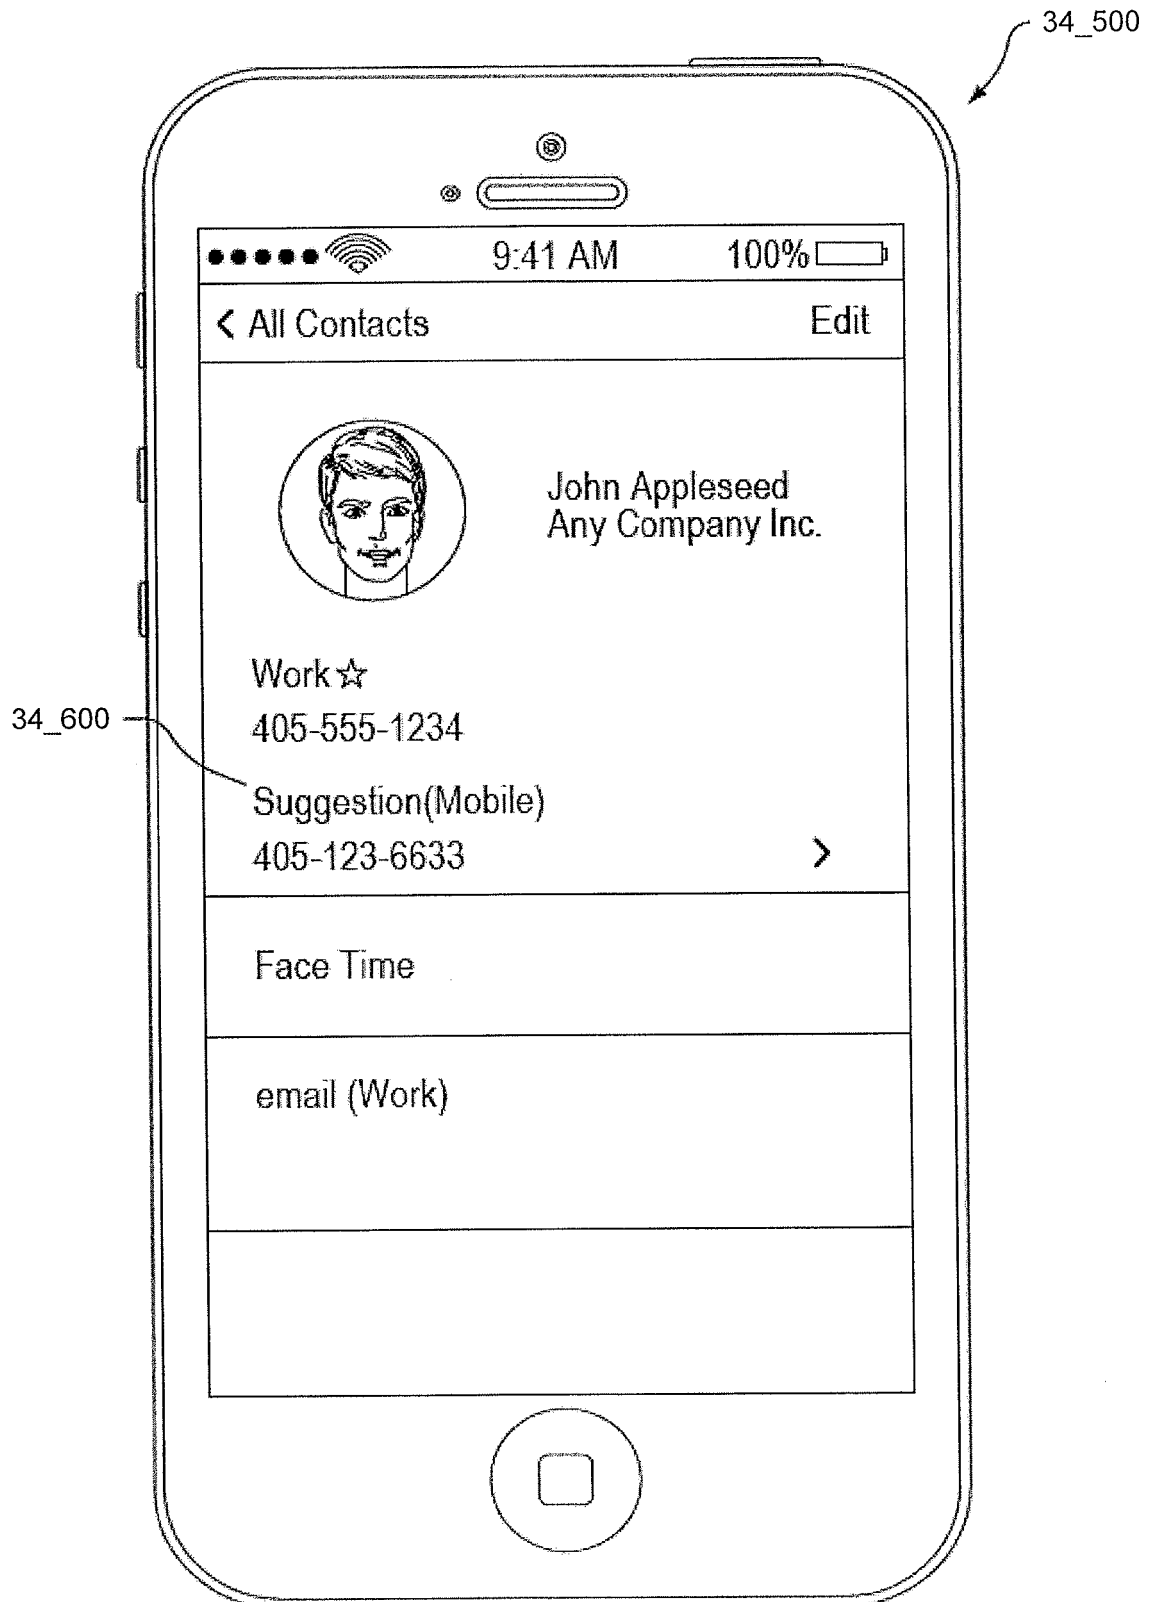 34_500
9:41 AM 100%
All Contacts Edit
John Appleseed
Any Company Inc.
Work☆
405-555-1234
34_600
Suggestion(Mobile)
405-123-6633
Face Time
email (Work)